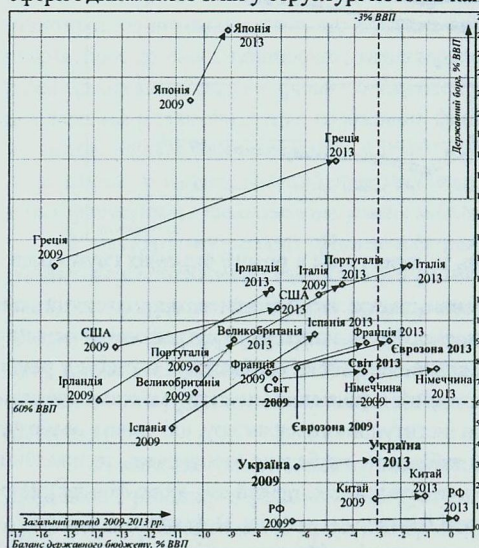 -3% ВВП
Державний борг, % ВВП
Японія
2013
Японія
2009
Греція
2013
Греція
2009
Ірландія
2013
Італія
2009
Португалія
2013
Італія
2013
США
2013
США
2009
Великобританія
2013
Іспанія 2013
Португалія
2009
Франція 2013
Єврозона 2013
Ірландія
2009
Великобританія
2009
Франція
2009
Світ
2009
Світ 2013
Німеччина
2009
Німеччина
2013
60% ВВП
Іспанія
2009
Єврозона 2009
Україна
2009
Україна
2013
Китай
2009
Китай
2013
РФ
2009
РФ
2013
Загальний тренд 2009-2013 рр.
-17 -16 -15 -14 -13 -12 -11 -10 -9 -8 -7 -6 -5 -4 -3 -2 -1 0 1
Баланс державного бюджету, % ВВП